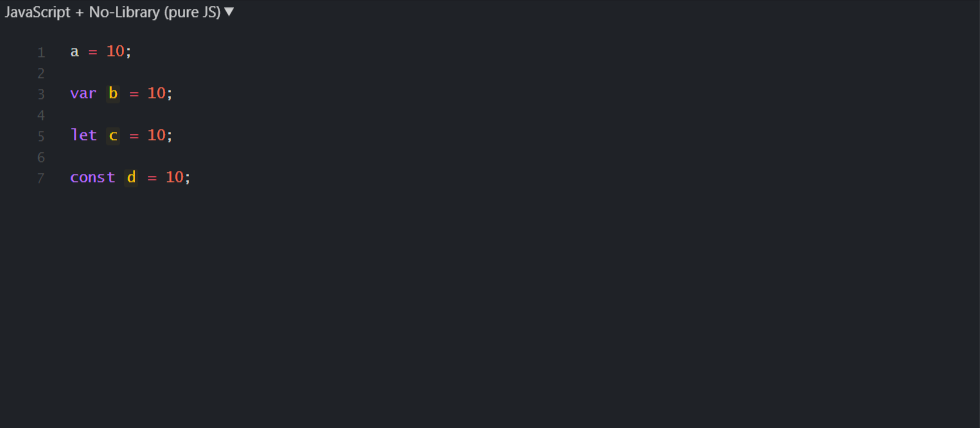 JavaScript + No-Library (pure JS) ▼
1 a = 10;
2
3 var b = 10;
4
5 let c = 10;
6
7 const d = 10;